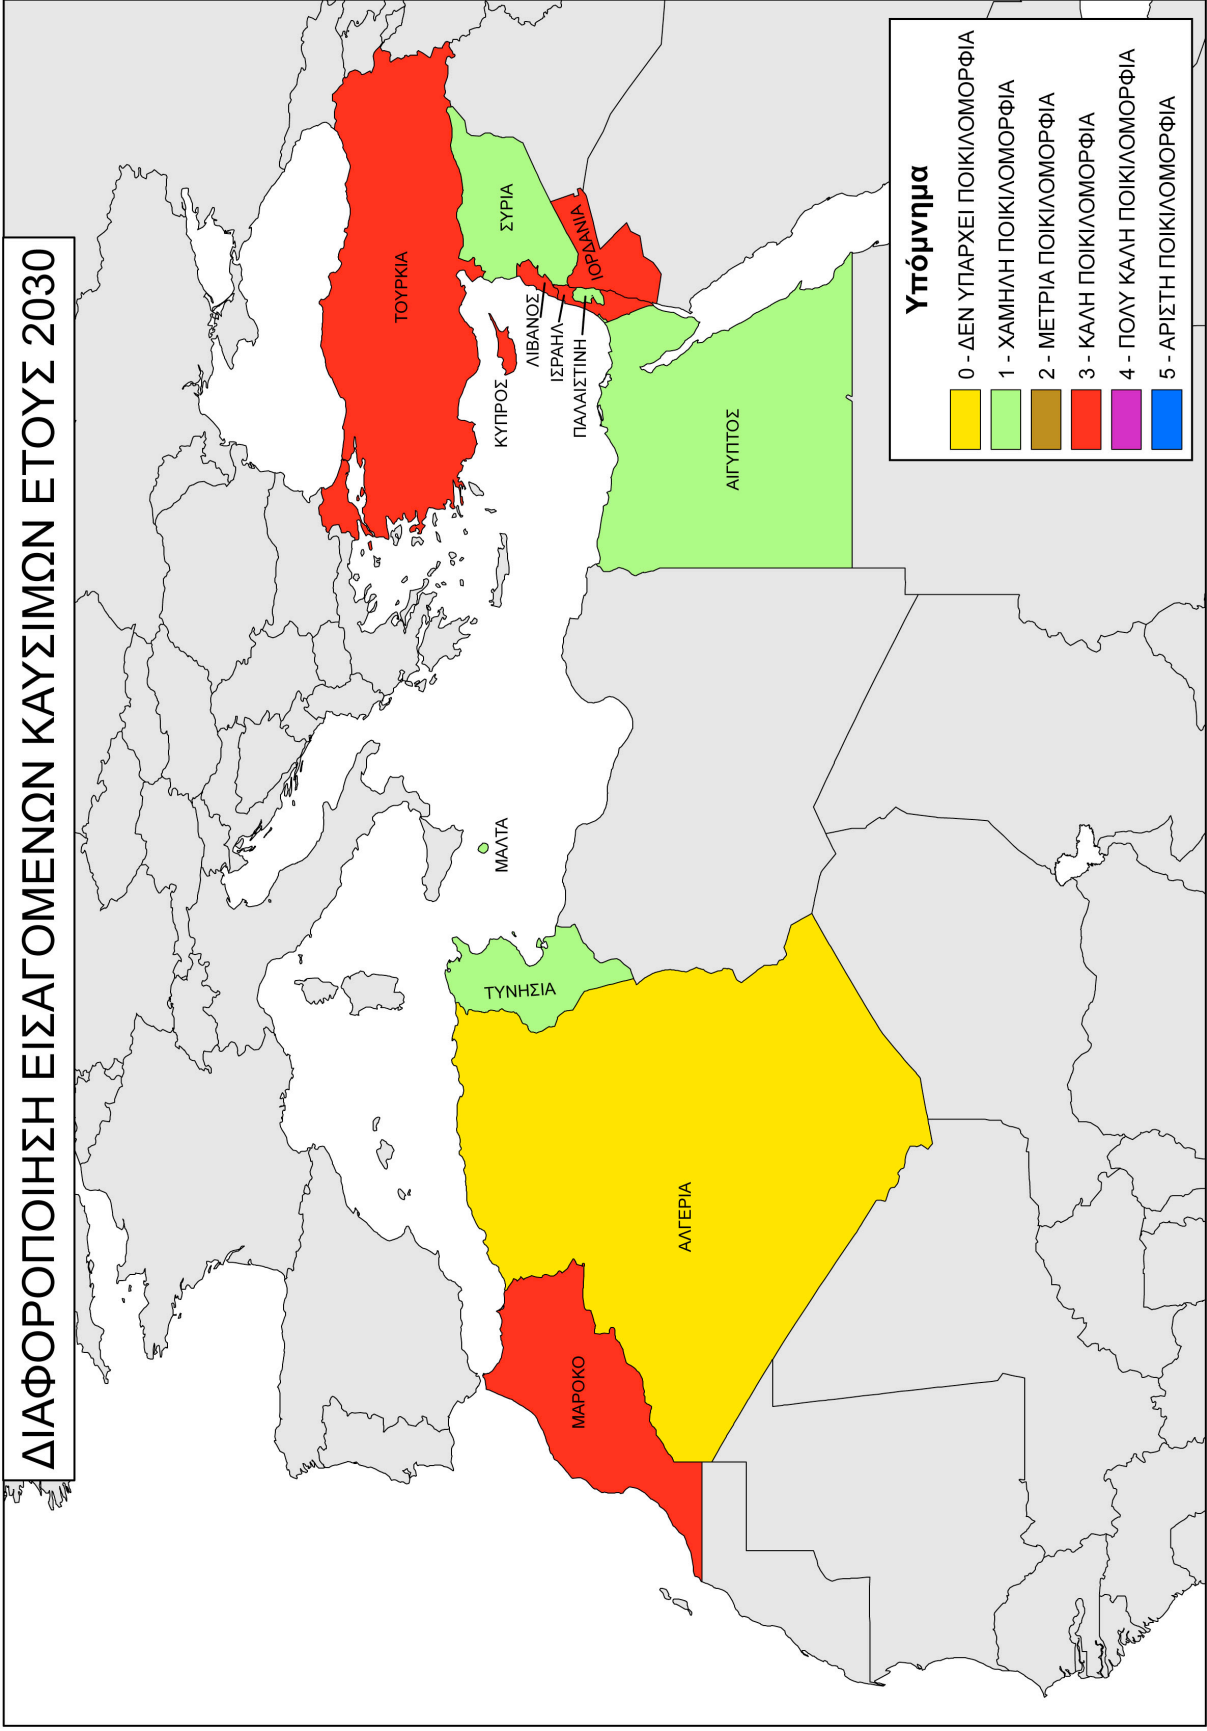 ΔΙΑΦΟΡΟΠΟΙΗΣΗ ΕΙΣΑΓΟΜΕΝΩΝ ΚΑΥΣΙΜΩΝ ΕΤΟΥΣ 2030
ΤΟΥΡΚΙΑ
ΣΥΡΙΑ
ΚΥΠΡΟΣ
ΛΙΒΑΝΟΣ
ΙΣΡΑΗΛ
ΠΑΛΑΙΣΤΙΝΗ
ΙΟΡΔΑΝΙΑ
ΑΙΓΥΠΤΟΣ
ΜΑΛΤΑ
ΤΥΝΗΣΙΑ
ΑΛΓΕΡΙΑ
ΜΑΡΟΚΟ
Υπόμνημα
0 - ΔΕΝ ΥΠΑΡΧΕΙ ΠΟΙΚΙΛΟΜΟΡΦΙΑ
1 - ΧΑΜΗΛΗ ΠΟΙΚΙΛΟΜΟΡΦΙΑ
2 - ΜΕΤΡΙΑ ΠΟΙΚΙΛΟΜΟΡΦΙΑ
3 - ΚΑΛΗ ΠΟΙΚΙΛΟΜΟΡΦΙΑ
4 - ΠΟΛΥ ΚΑΛΗ ΠΟΙΚΙΛΟΜΟΡΦΙΑ
5 - ΑΡΙΣΤΗ ΠΟΙΚΙΛΟΜΟΡΦΙΑ